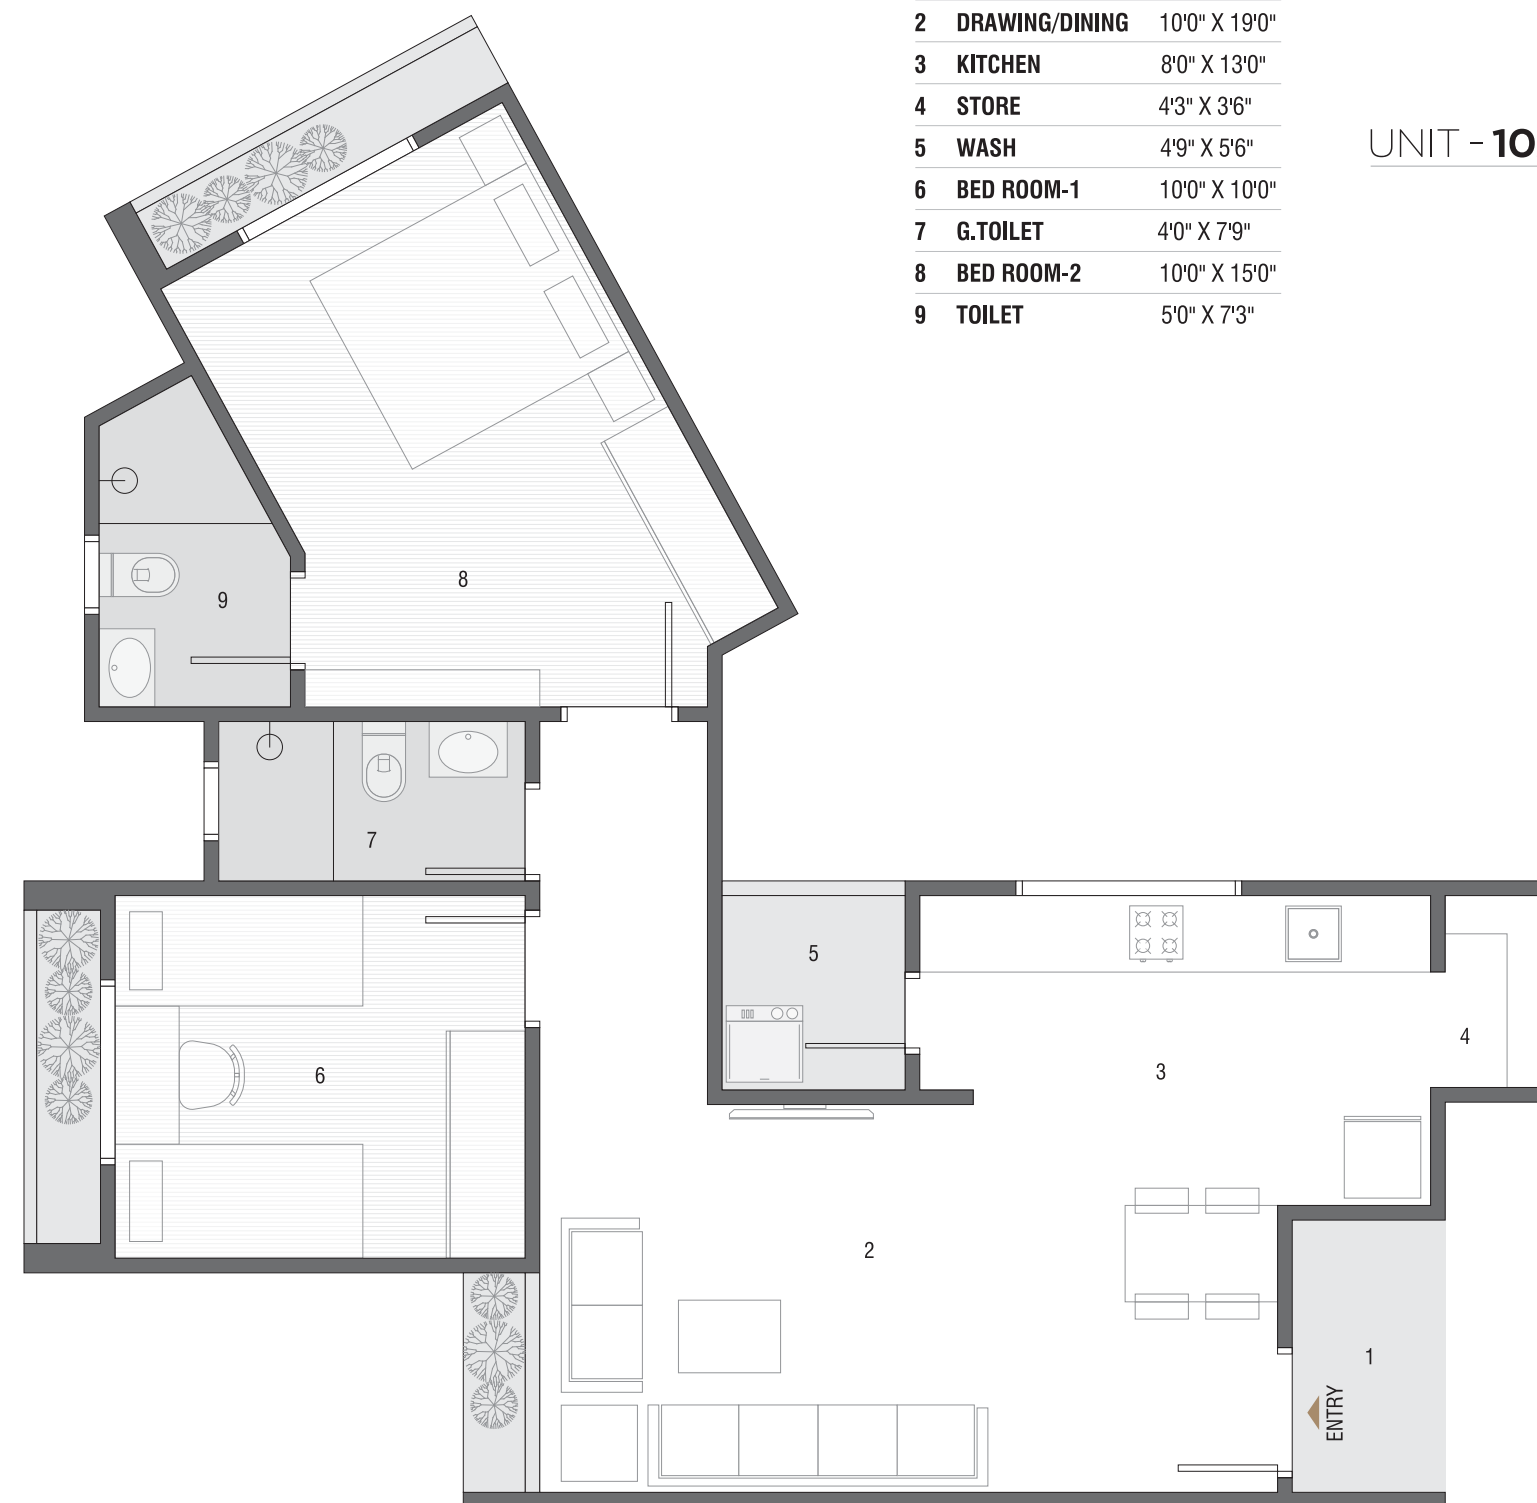 2 DRAWING/DINING 10'0" X 19'0"
3 KITCHEN 8'0" X 13'0"
4 STORE 4'3" X 3'6"
5 WASH 4'9" X 5'6"
6 BED ROOM-1 10'0" X 10'0"
7 G.TOILET 4'0" X 7'9"
8 BED ROOM-2 10'0" X 15'0"
9 TOILET 5'0" X 7'3"
UNIT - 10
8
9
7
5
4
3
6
2
1
ENTRY